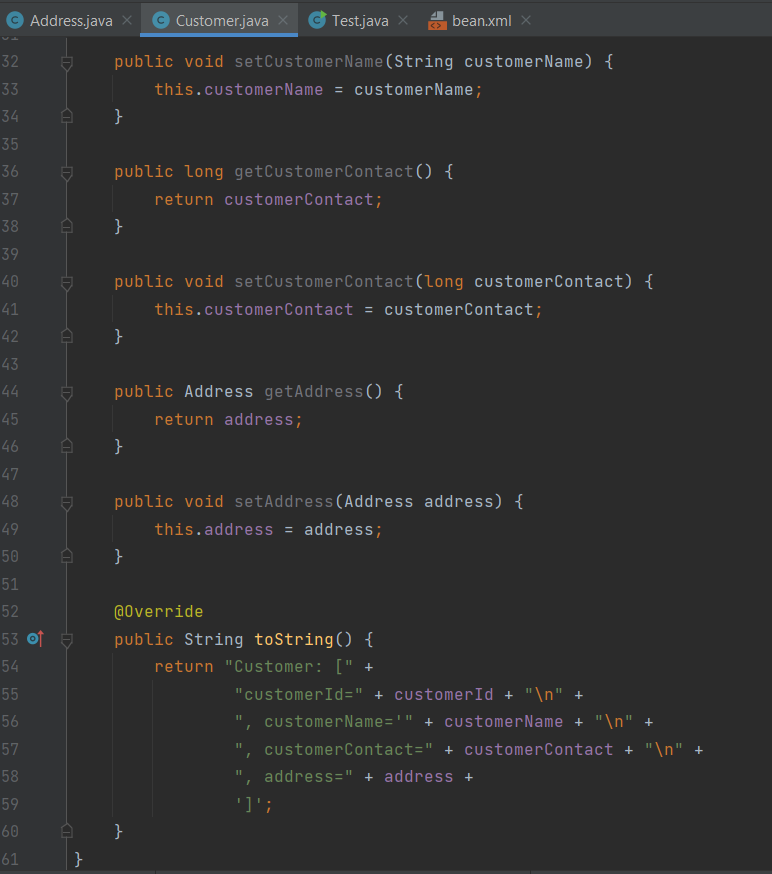 Address.java Customer.java Test.java bean.xml
31
32 public void setCustomerName(String customerName) {
33 this.customerName = customerName;
34 }
35
36 public long getCustomerContact() {
37 return customerContact;
38 }
39
40 public void setCustomerContact(long customerContact) {
41 this.customerContact = customerContact;
42 }
43
44 public Address getAddress() {
45 return address;
46 }
47
48 public void setAddress(Address address) {
49 this.address = address;
50 }
51
52 @Override
53 public String toString() {
54 return "Customer: [" +
55 "customerId=" + customerId + "\n" +
56 ", customerName='" + customerName + "\n" +
57 ", customerContact=" + customerContact + "\n" +
58 ", address=" + address +
59 ']';
60 }
61 }